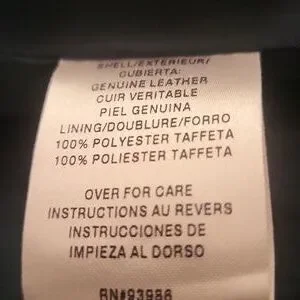 SHELL/EXTERIEUR/
CUBIERTA:
GENUINE LEATHER
CUIR VERITABLE
PIEL GENUINA
LINING/DOUBLURE/FORRO
100% POLYESTER TAFFETA
100% POLIESTER TAFFETA
OVER FOR CARE
INSTRUCTIONS AU REVERS
INSTRUCCIONES DE
IMPIEZA AL DORSO
RN#93986